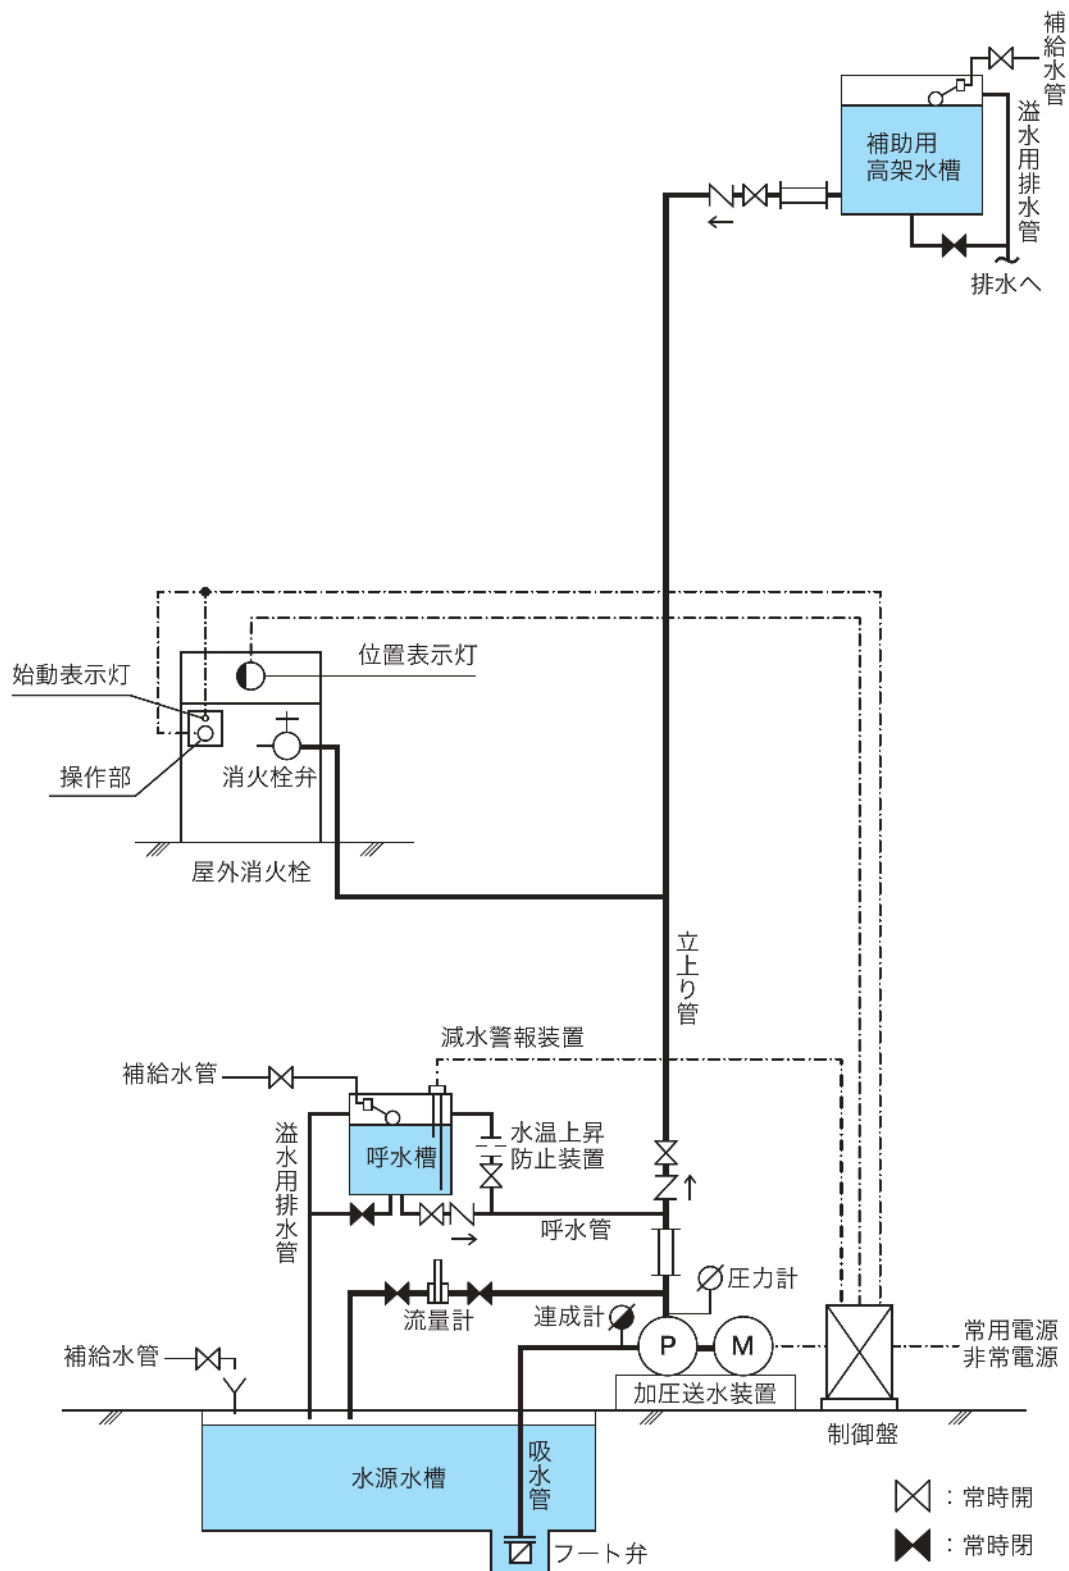 補給水管
溢水用排水管
補助用
高架水槽
排水へ
位置表示灯
始動表示灯
操作部
消火栓弁
屋外消火栓
立上り管
減水警報装置
補給水管
溢水用排水管
呼水槽
水温上昇
防止装置
呼水管
圧力計
流量計
連成計
P
M
常用電源
非常電源
補給水管
加圧送水装置
制御盤
水源水槽
吸水管
フート弁
：常時開
：常時閉